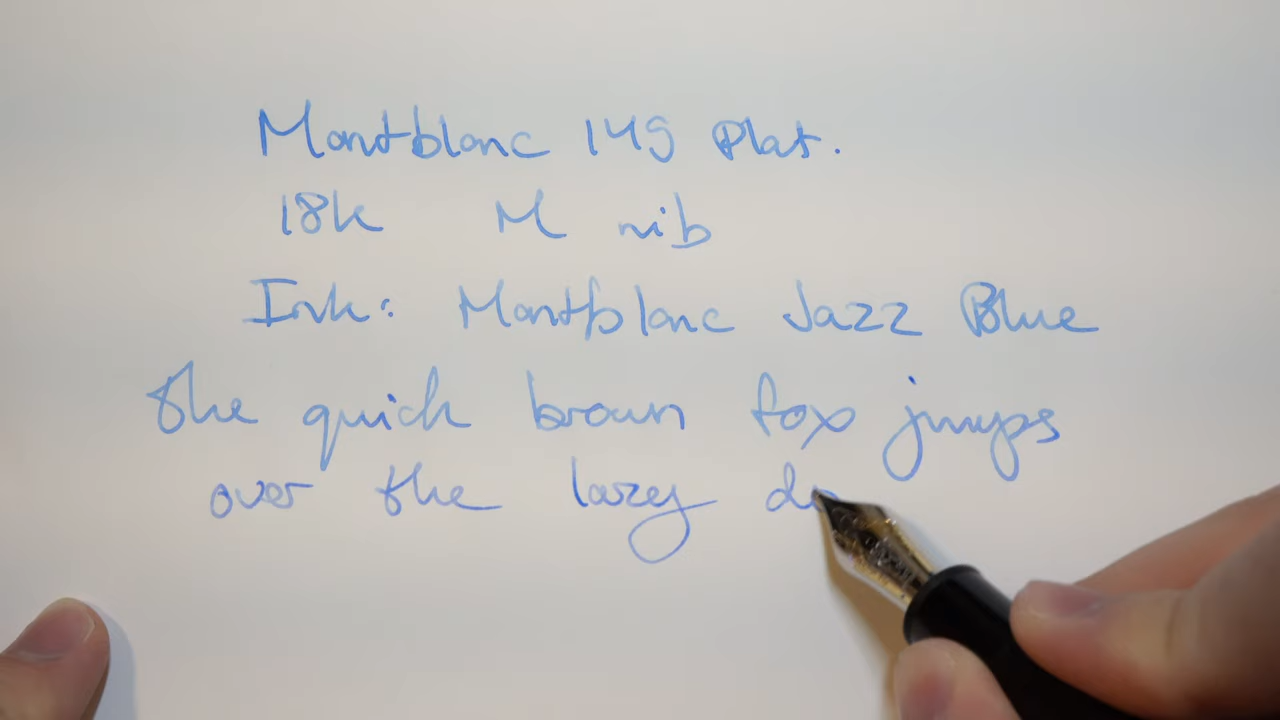 Montblanc 149 Plat.
18k M nib
Ink: Montblanc Jazz Blue
The quick brown fox jumps
over the lazy do